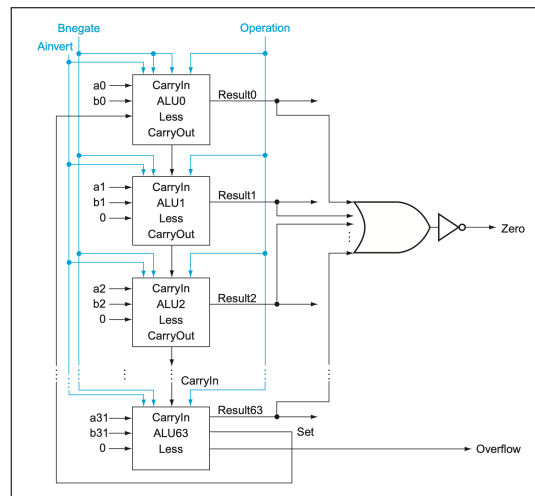 Bnegate
Operation
Ainvert
a0
b0
CarryIn
ALU0
Less
CarryOut
Result0
a1
b1
0
CarryIn
ALU1
Less
CarryOut
Result1
Zero
a2
b2
0
CarryIn
ALU2
Less
CarryOut
Result2
CarryIn
a31
b31
0
CarryIn
ALU63
Less
Result63
Set
Overflow